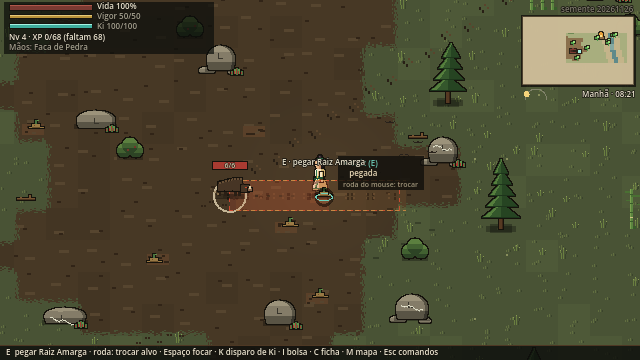 Vida 100%
Vigor 50/50
Ki 100/100
Nv 4 · XP 0/68 (faltam 68)
Mãos: Faca de Pedra
semente 20261126
Manhã · 08:21
6/6
E · pegar Raiz Amarga (E)
pegada
roda do mouse: trocar
E pegar Raiz Amarga · roda: trocar alvo · Espaço focar · K disparo de Ki · I bolsa · C ficha · M mapa · Esc comandos